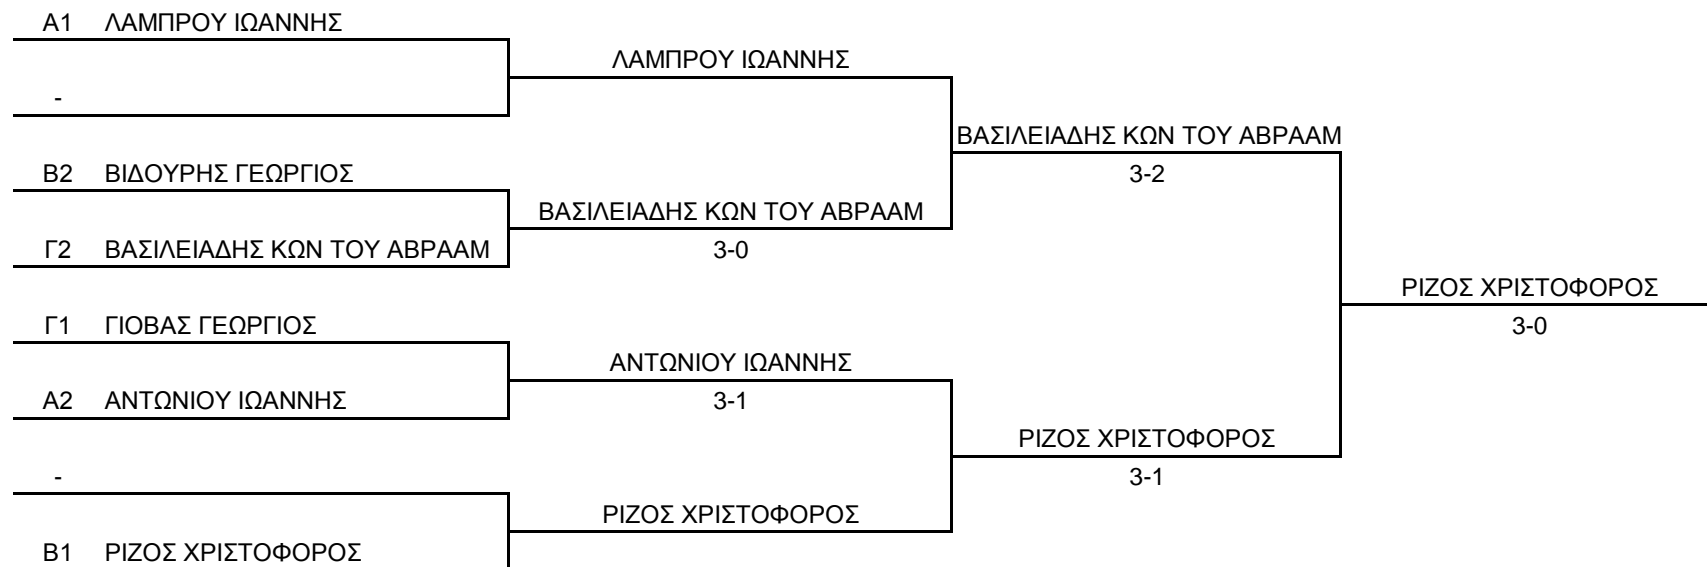 Α1 ΛΑΜΠΡΟΥ ΙΩΑΝΝΗΣ
ΛΑΜΠΡΟΥ ΙΩΑΝΝΗΣ
-
ΒΑΣΙΛΕΙΑΔΗΣ ΚΩΝ ΤΟΥ ΑΒΡΑΑΜ
Β2 ΒΙΔΟΥΡΗΣ ΓΕΩΡΓΙΟΣ
3-2
ΒΑΣΙΛΕΙΑΔΗΣ ΚΩΝ ΤΟΥ ΑΒΡΑΑΜ
Γ2 ΒΑΣΙΛΕΙΑΔΗΣ ΚΩΝ ΤΟΥ ΑΒΡΑΑΜ
3-0
ΡΙΖΟΣ ΧΡΙΣΤΟΦΟΡΟΣ
Γ1 ΓΙΟΒΑΣ ΓΕΩΡΓΙΟΣ
3-0
ΑΝΤΩΝΙΟΥ ΙΩΑΝΝΗΣ
Α2 ΑΝΤΩΝΙΟΥ ΙΩΑΝΝΗΣ
3-1
ΡΙΖΟΣ ΧΡΙΣΤΟΦΟΡΟΣ
-
3-1
ΡΙΖΟΣ ΧΡΙΣΤΟΦΟΡΟΣ
Β1 ΡΙΖΟΣ ΧΡΙΣΤΟΦΟΡΟΣ